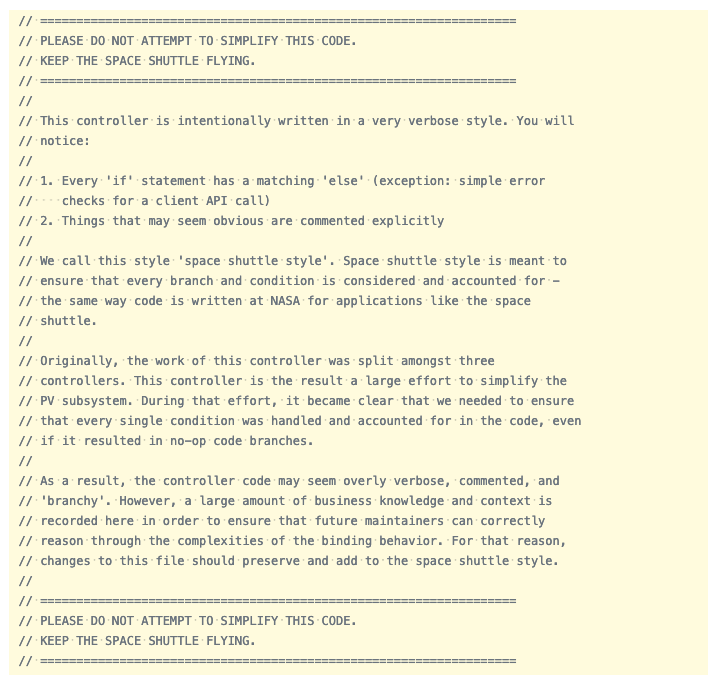 // ==================================================================
// PLEASE DO NOT ATTEMPT TO SIMPLIFY THIS CODE.
// KEEP THE SPACE SHUTTLE FLYING.
// ==================================================================
//
// This controller is intentionally written in a very verbose style. You will
// notice:
//
// 1. Every 'if' statement has a matching 'else' (exception: simple error
//    checks for a client API call)
// 2. Things that may seem obvious are commented explicitly
//
// We call this style 'space shuttle style'. Space shuttle style is meant to
// ensure that every branch and condition is considered and accounted for –
// the same way code is written at NASA for applications like the space
// shuttle.
//
// Originally, the work of this controller was split amongst three
// controllers. This controller is the result a large effort to simplify the
// PV subsystem. During that effort, it became clear that we needed to ensure
// that every single condition was handled and accounted for in the code, even
// if it resulted in no-op code branches.
//
// As a result, the controller code may seem overly verbose, commented, and
// 'branchy'. However, a large amount of business knowledge and context is
// recorded here in order to ensure that future maintainers can correctly
// reason through the complexities of the binding behavior. For that reason,
// changes to this file should preserve and add to the space shuttle style.
//
// ==================================================================
// PLEASE DO NOT ATTEMPT TO SIMPLIFY THIS CODE.
// KEEP THE SPACE SHUTTLE FLYING.
// ==================================================================